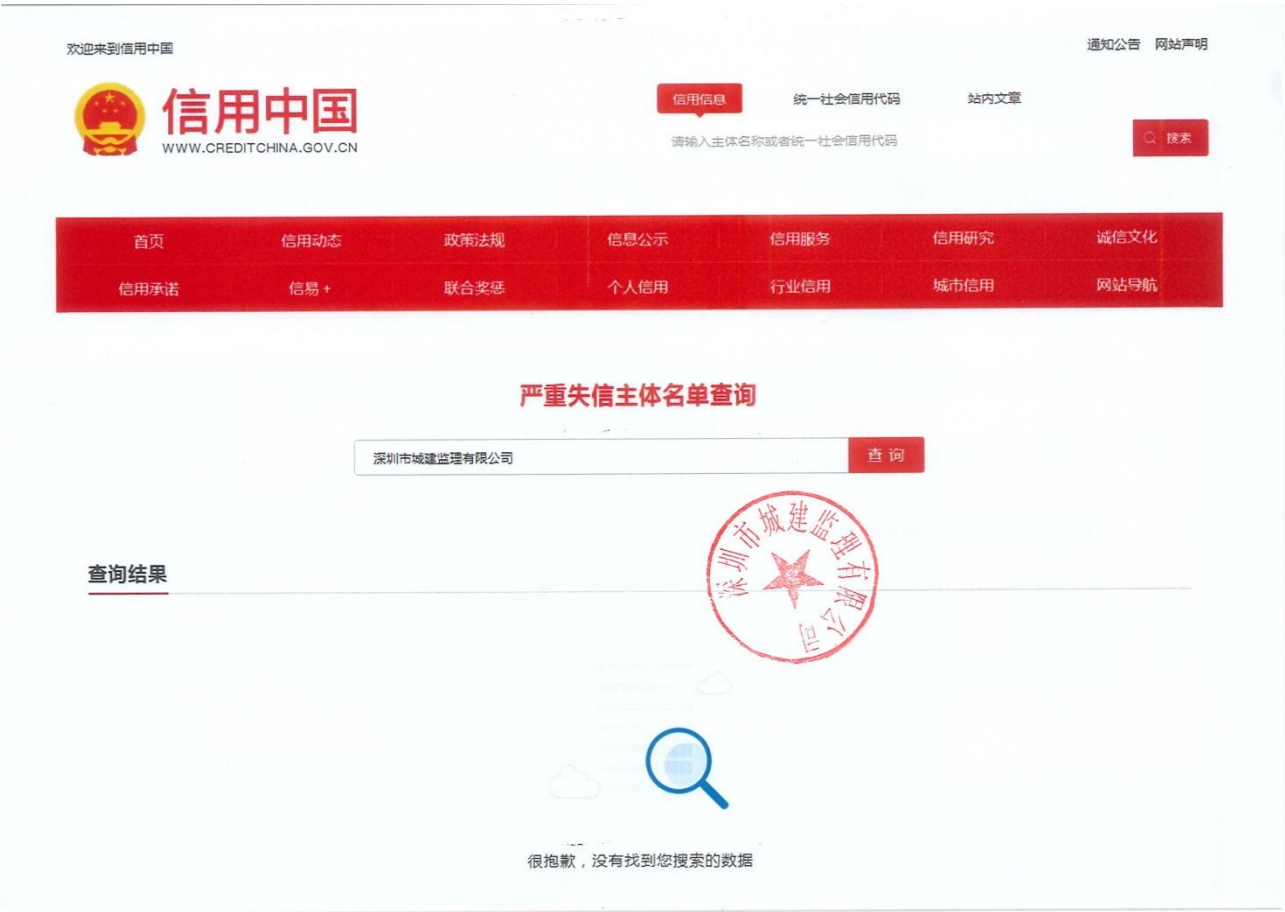 欢迎来到信用中国
通知公告 网站声明
信用中国
WWW.CREDITCHINA.GOV.CN
信用信息 统一社会信用代码 站内文章
请输入主体名称或者统一社会信用代码
搜索
首页 信用动态 政策法规 信息公示 信用服务 信用研究 诚信文化
信用承诺 信易+ 联合奖惩 个人信用 行业信用 城市信用 网站导航
严重失信主体名单查询
深圳市城建监理有限公司 查询
深圳市城建监理有限公司
查询结果
很抱歉，没有找到您搜索的数据